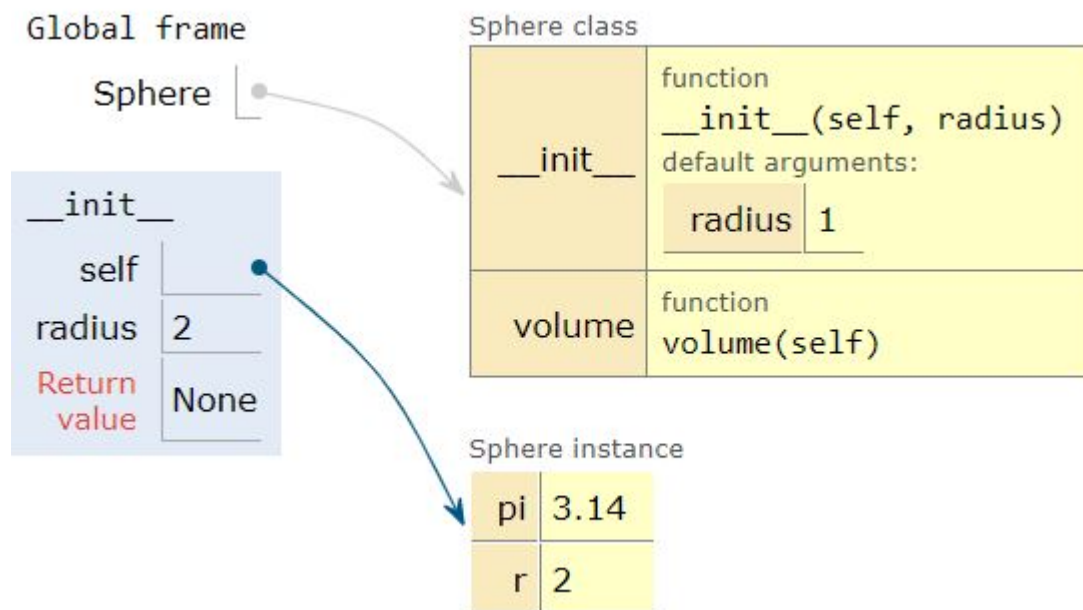 Global frame
Sphere
__init__
self
radius 2
Return
value None
Sphere class
__init__
function
__init__(self, radius)
default arguments:
radius 1
volume
function
volume(self)
Sphere instance
pi 3.14
r 2